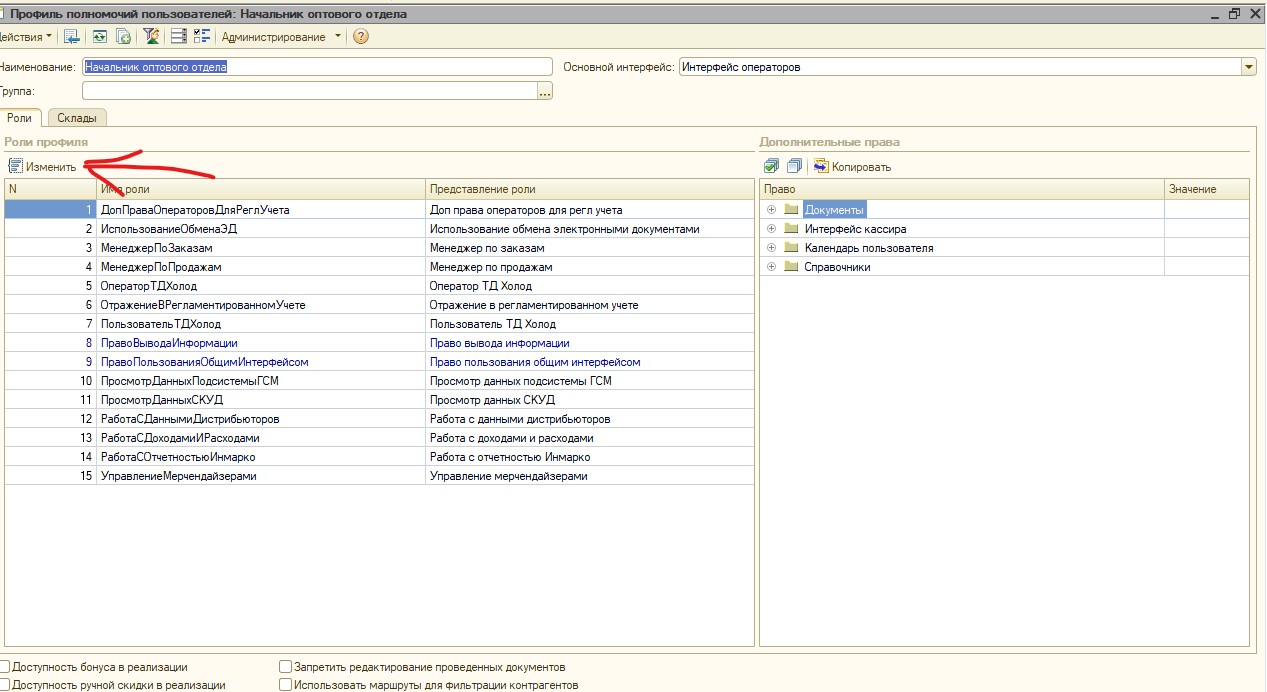 Профиль полномочий пользователей: Начальник оптового отдела
ействия Администрирование
Наименование: Начальник оптового отдела Основной интерфейс: Интерфейс операторов
руппа: ...
Роли Склады
Роли профиля Дополнительные права
Изменить Копировать
N Имя роли Представление роли Право Значение
1 ДопПраваОператоровДляРеглУчета Доп права операторов для регл учета Документы
2 ИспользованиеОбменаЭД Использование обмена электронными документами Интерфейс кассира
3 МенеджерПоЗаказам Менеджер по заказам Календарь пользователя
4 МенеджерПоПродажам Менеджер по продажам Справочники
5 ОператорТДХолод Оператор ТД Холод
6 ОтражениеВРегламентированномУчете Отражение в регламентированном учете
7 ПользовательТДХолод Пользователь ТД Холод
8 ПравоВыводаИнформации Право вывода информации
9 ПравоПользованияОбщимИнтерфейсом Право пользования общим интерфейсом
10 ПросмотрДанныхПодсистемыГСМ Просмотр данных подсистемы ГСМ
11 ПросмотрДанныхСКУД Просмотр данных СКУД
12 РаботаСДаннымиДистрибьюторов Работа с данными дистрибьюторов
13 РаботаСДоходамиИРасходами Работа с доходами и расходами
14 РаботаСОтчетностьюИнмарко Работа с отчетностью Инмарко
15 УправлениеМерчендайзерами Управление мерчендайзерами
Доступность бонуса в реализации Запретить редактирование проведенных документов
Доступность ручной скидки в реализации Использовать маршруты для фильтрации контрагентов